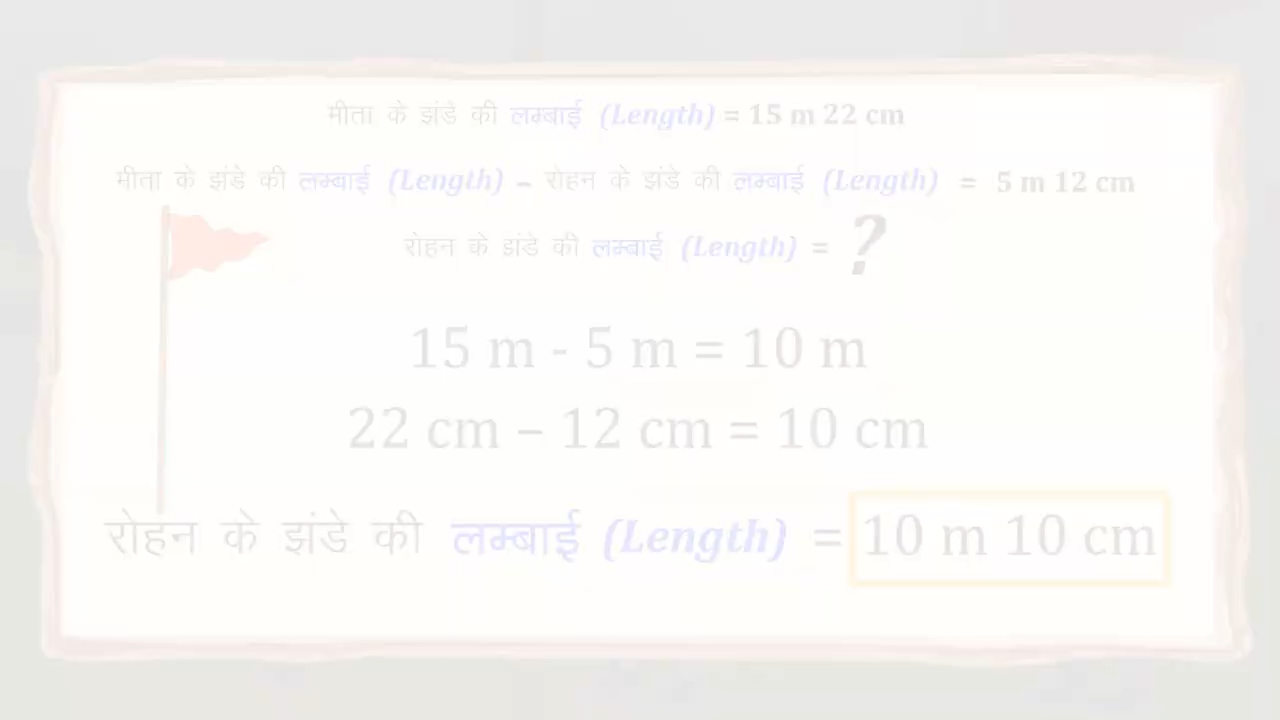 मीता के झंडे की लम्बाई (Length) = 15 m 22 cm
मीता के झंडे की लम्बाई (Length) – रोहन के झंडे की लम्बाई (Length) = 5 m 12 cm
रोहन के झंडे की लम्बाई (Length) = ?
15 m - 5 m = 10 m
22 cm – 12 cm = 10 cm
रोहन के झंडे की लम्बाई (Length) = 10 m 10 cm